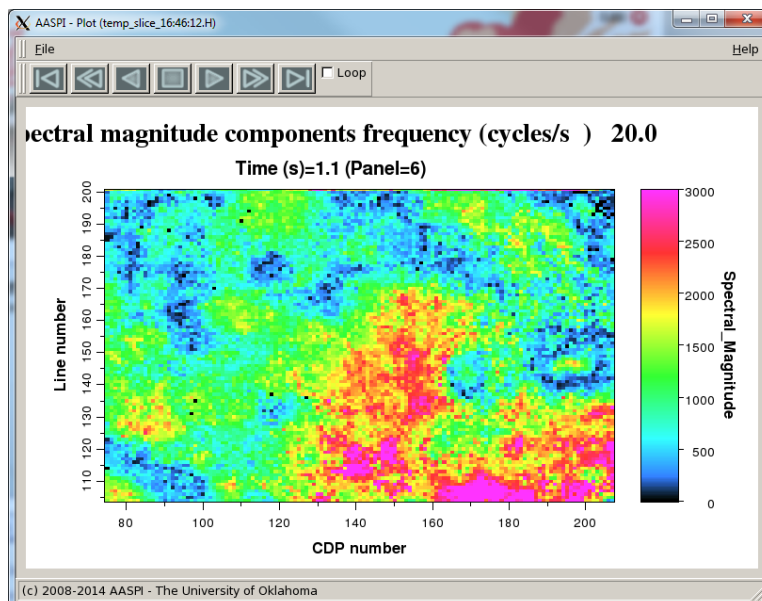 AASPI - Plot (temp_slice_16:46:12.H)
File Help
Loop
pectral magnitude components frequency (cycles/s ) 20.0
Time (s)=1.1 (Panel=6)
Line number
200
190
180
170
160
150
140
130
120
110
80 100 120 140 160 180 200
CDP number
3000
2500
2000
1500
1000
500
0
Spectral_Magnitude
(c) 2008-2014 AASPI - The University of Oklahoma